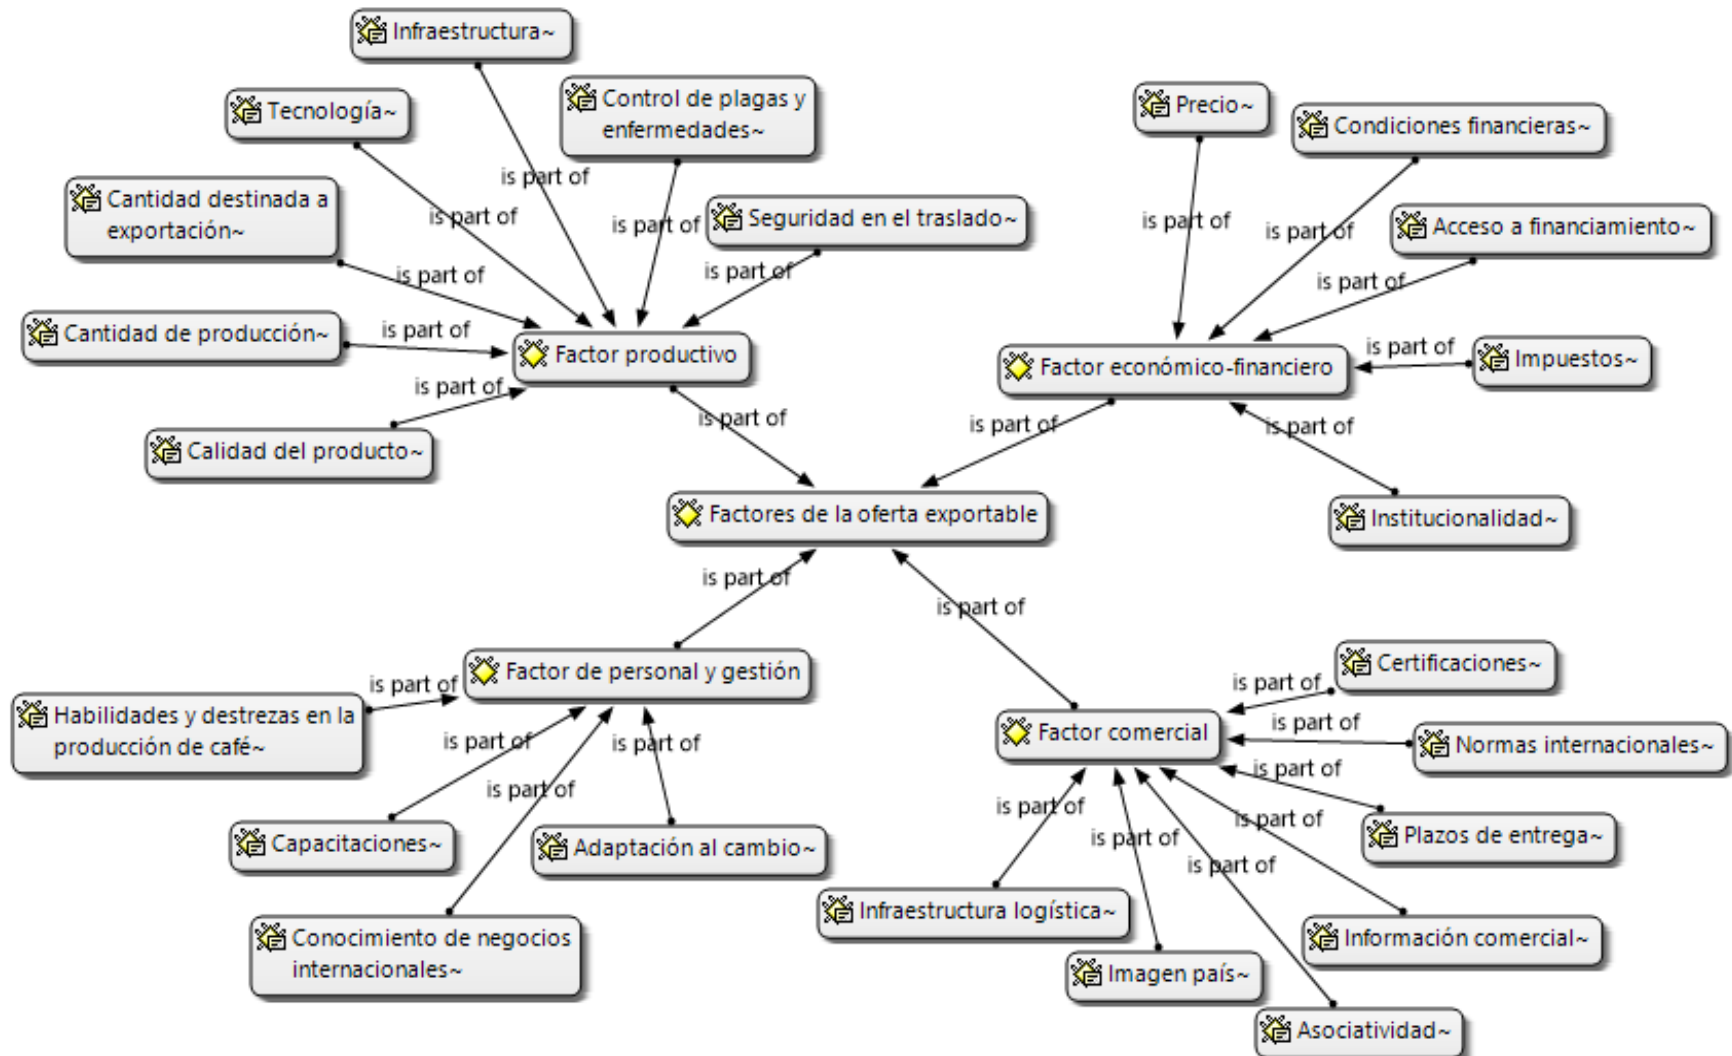 Infraestructura~
Tecnología~
Control de plagas y
enfermedades~
Precio~
Condiciones financieras~
is part of
Cantidad destinada a
exportación~
is part of
Seguridad en el traslado~
is part of
is part of
is part of
Acceso a financiamiento~
is part of
is part of
is part of
is part of
Cantidad de producción~
is part of
Factor productivo
Factor económico-financiero
is part of
Impuestos~
is part of
Calidad del producto~
is part of
is part of
is part of
Factores de la oferta exportable
Institucionalidad~
is part of
is part of
Factor de personal y gestión
is part of
Habilidades y destrezas en la
producción de café~
Certificaciones~
is part of
Factor comercial
is part of
Normas internacionales~
is part of
is part of
is part of
is part of
is part of
is part of
is part of
is part of
Plazos de entrega~
Capacitaciones~
Adaptación al cambio~
Infraestructura logística~
Conocimiento de negocios
internacionales~
Información comercial~
Imagen país~
Asociatividad~